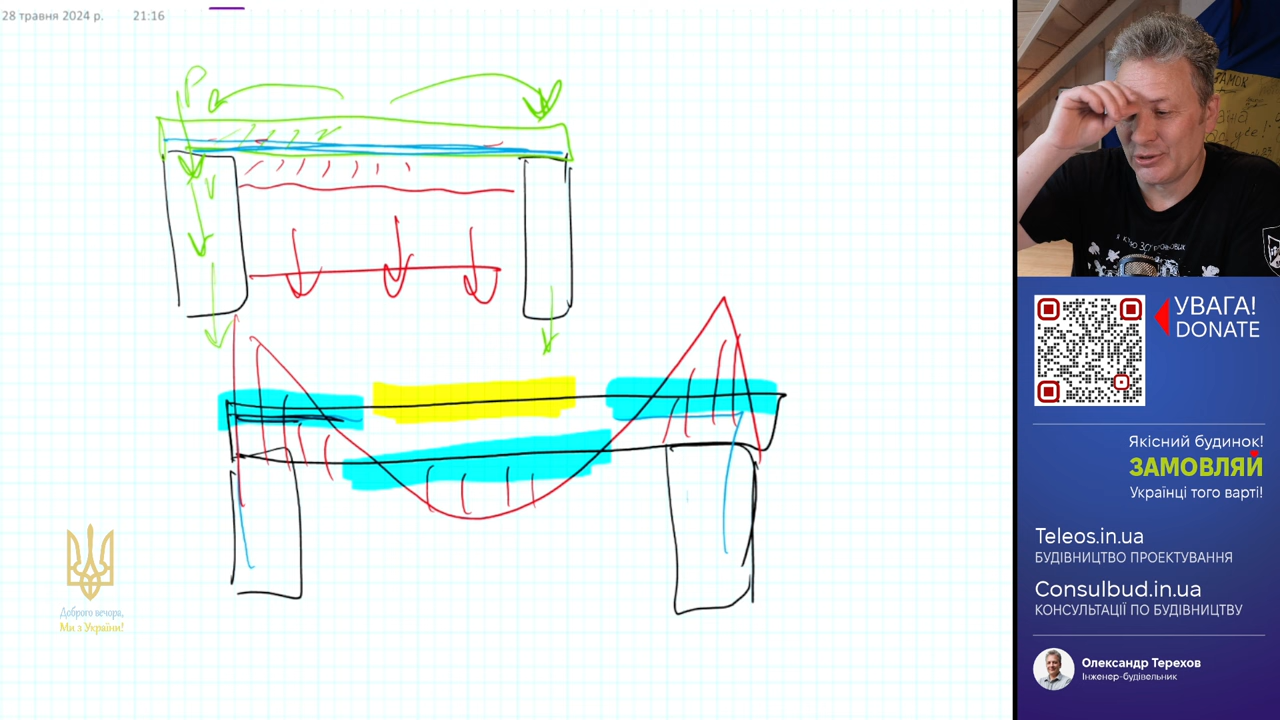 28 травня 2024 р. 21:16
P
V
Доброго вечора,
Ми з України!
ЗАМОК
УВАГА!
DONATE
Якісний будинок!
ЗАМОВЛЯЙ
Українці того варті!
Teleos.in.ua
БУДІВНИЦТВО ПРОЕКТУВАННЯ
Consulbud.in.ua
КОНСУЛЬТАЦІЇ ПО БУДІВНИЦТВУ
Олександр Терехов
Інженер-будівельник